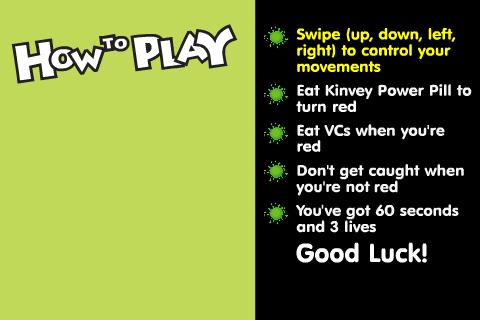 HOW TO PLAY
Swipe (up, down, left,
right) to control your
movements
Eat Kinvey Power Pill to
turn red
Eat VCs when you're
red
Don't get caught when
you're not red
You've got 60 seconds
and 3 lives
Good Luck!